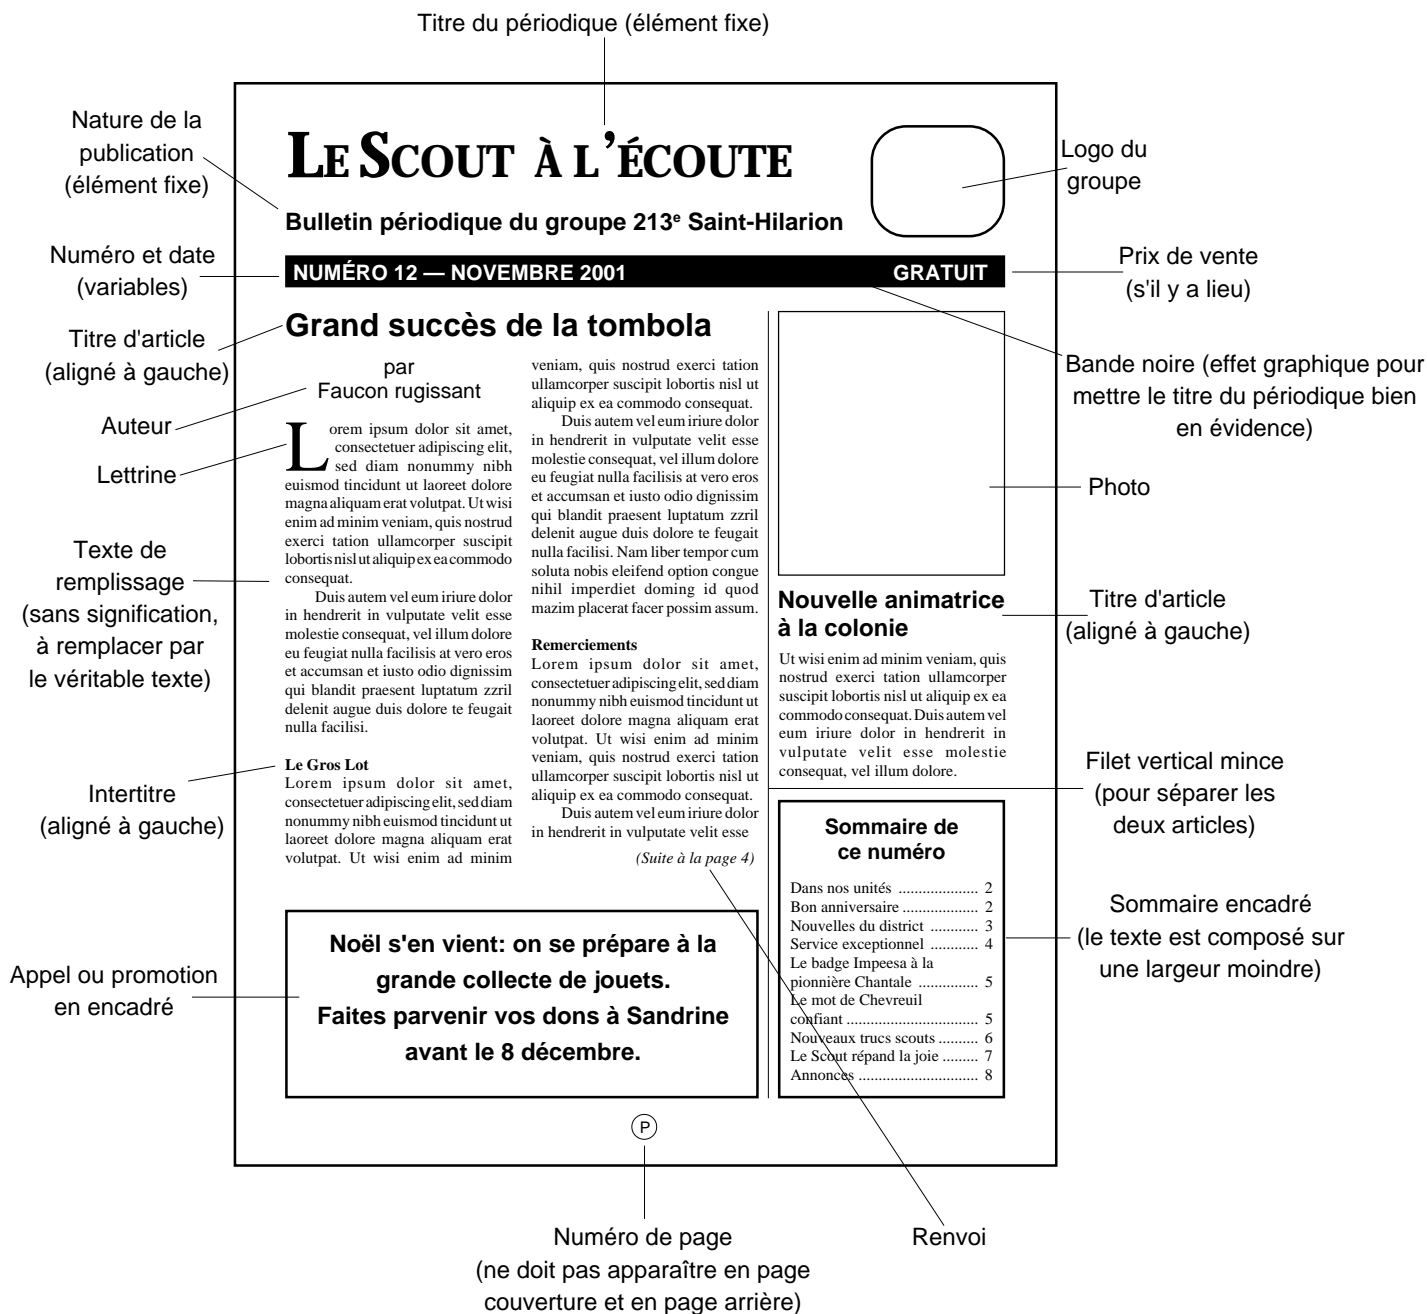 Titre du périodique (élément fixe)
Nature de la
publication
(élément fixe)
LE SCOUT À L'ÉCOUTE
Logo du
groupe
Bulletin périodique du groupe 213e Saint-Hilarion
Numéro et date
(variables)
NUMÉRO 12 — NOVEMBRE 2001
GRATUIT
Prix de vente
(s'il y a lieu)
Titre d'article
(aligné à gauche)
Grand succès de la tombola
Bande noire (effet graphique pour
mettre le titre du périodique bien
en évidence)
Auteur
par
Faucon rugissant
Lettrine
Lorem ipsum dolor sit amet,
consectetuer adipiscing elit,
sed diam nonummy nibh
euismod tincidunt ut laoreet dolore
magna aliquam erat volutpat. Ut wisi
enim ad minim veniam, quis nostrud
exerci tation ullamcorper suscipit
lobortis nisl ut aliquip ex ea commodo
consequat.
Duis autem vel eum iriure dolor
in hendrerit in vulputate velit esse
molestie consequat, vel illum dolore
eu feugiat nulla facilisis at vero eros
et accumsan et iusto odio dignissim
qui blandit praesent luptatum zzril
delenit augue duis dolore te feugait
nulla facilisi.
Le Gros Lot
Lorem ipsum dolor sit amet,
consectetuer adipiscing elit, sed diam
nonummy nibh euismod tincidunt ut
laoreet dolore magna aliquam erat
volutpat. Ut wisi enim ad minim
veniam, quis nostrud exerci tation
ullamcorper suscipit lobortis nisl ut
aliquip ex ea commodo consequat.
Duis autem vel eum iriure dolor
in hendrerit in vulputate velit esse
molestie consequat, vel illum dolore
eu feugiat nulla facilisis at vero eros
et accumsan et iusto odio dignissim
qui blandit praesent luptatum zzril
delenit augue duis dolore te feugait
nulla facilisi. Nam liber tempor cum
soluta nobis eleifend option congue
nihil imperdiet doming id quod
mazim placerat facer possim assum.
Remerciements
Lorem ipsum dolor sit amet,
consectetuer adipiscing elit, sed diam
nonummy nibh euismod tincidunt ut
laoreet dolore magna aliquam erat
volutpat. Ut wisi enim ad minim
veniam, quis nostrud exerci tation
ullamcorper suscipit lobortis nisl ut
aliquip ex ea commodo consequat.
Duis autem vel eum iriure dolor
in hendrerit in vulputate velit esse
(Suite à la page 4)
Texte de
remplissage
(sans signification,
à remplacer par
le véritable texte)
Intertitre
(aligné à gauche)
Photo
Nouvelle animatrice
à la colonie
Titre d'article
(aligné à gauche)
Ut wisi enim ad minim veniam, quis
nostrud exerci tation ullamcorper
suscipit lobortis nisl ut aliquip ex ea
commodo consequat. Duis autem vel
eum iriure dolor in hendrerit in
vulputate velit esse molestie
consequat, vel illum dolore.
Filet vertical mince
(pour séparer les
deux articles)
Sommaire de
ce numéro
Dans nos unités .................... 2
Bon anniversaire ................... 2
Nouvelles du district ............ 3
Service exceptionnel ............ 4
Le badge Impeesa à la
pionnière Chantale ............... 5
Le mot de Chevreuil
confiant ................................. 5
Nouveaux trucs scouts .......... 6
Le Scout répand la joie ......... 7
Annonces .............................. 8
Sommaire encadré
(le texte est composé sur
une largeur moindre)
Appel ou promotion
en encadré
Noël s'en vient: on se prépare à la
grande collecte de jouets.
Faites parvenir vos dons à Sandrine
avant le 8 décembre.
P
Numéro de page
(ne doit pas apparaître en page
couverture et en page arrière)
Renvoi